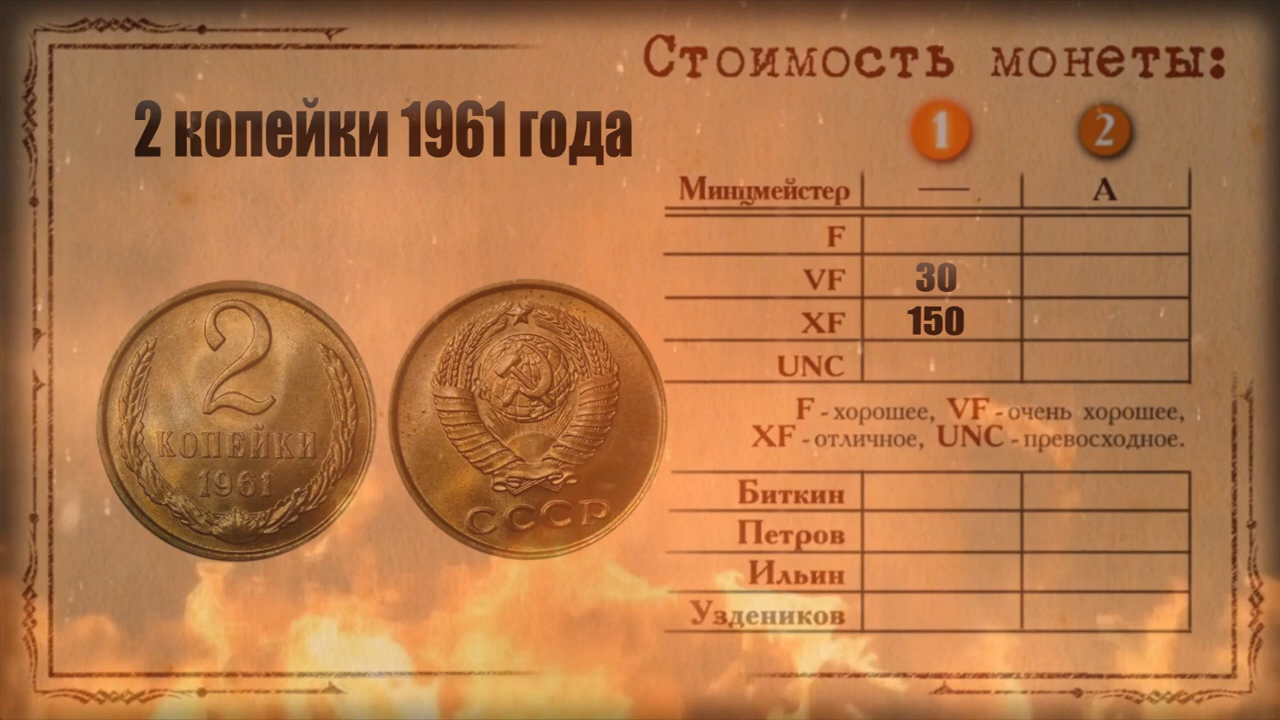 Стоимость монеты:
2 копейки 1961 года
1 2
Минцмейстер — А
F
VF 30
XF 150
UNC
F - хорошее, VF - очень хорошее,
XF - отличное, UNC - превосходное.
Биткин
Петров
Ильин
Уздеников
2
КОПЕЙКИ
1961
СССР